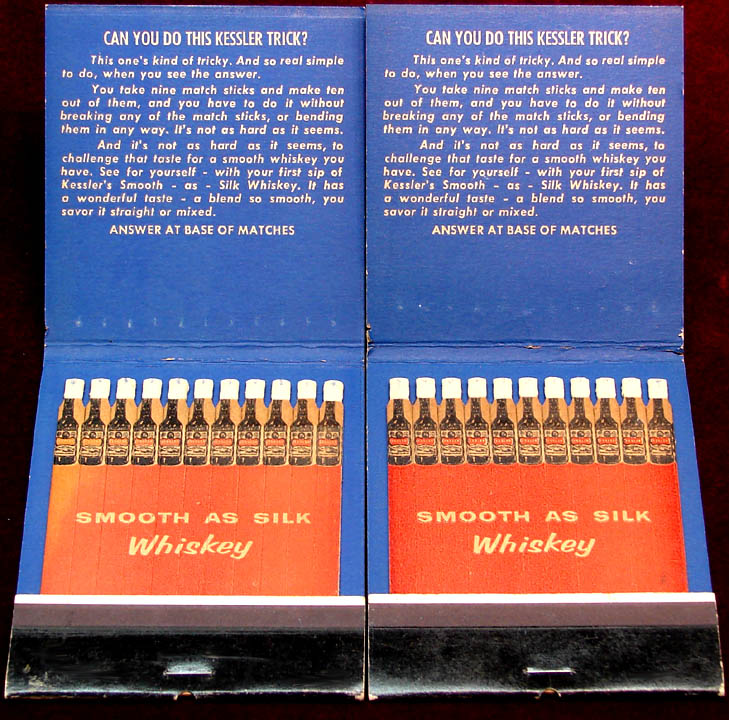 CAN YOU DO THIS KESSLER TRICK?
This one's kind of tricky. And so real simple
to do, when you see the answer.
You take nine match sticks and make ten
out of them, and you have to do it without
breaking any of the match sticks, or bending
them in any way. It's not as hard as it seems.
And it's not as hard as it seems, to
challenge that taste for a smooth whiskey you
have. See for yourself - with your first sip of
Kessler's Smooth - as - Silk Whiskey. It has
a wonderful taste - a blend so smooth, you
savor it straight or mixed.
ANSWER AT BASE OF MATCHES
SMOOTH AS SILK
Whiskey
CAN YOU DO THIS KESSLER TRICK?
This one's kind of tricky. And so real simple
to do, when you see the answer.
You take nine match sticks and make ten
out of them, and you have to do it without
breaking any of the match sticks, or bending
them in any way. It's not as hard as it seems.
And it's not as hard as it seems, to
challenge that taste for a smooth whiskey you
have. See for yourself - with your first sip of
Kessler's Smooth - as - Silk Whiskey. It has
a wonderful taste - a blend so smooth, you
savor it straight or mixed.
ANSWER AT BASE OF MATCHES
SMOOTH AS SILK
Whiskey